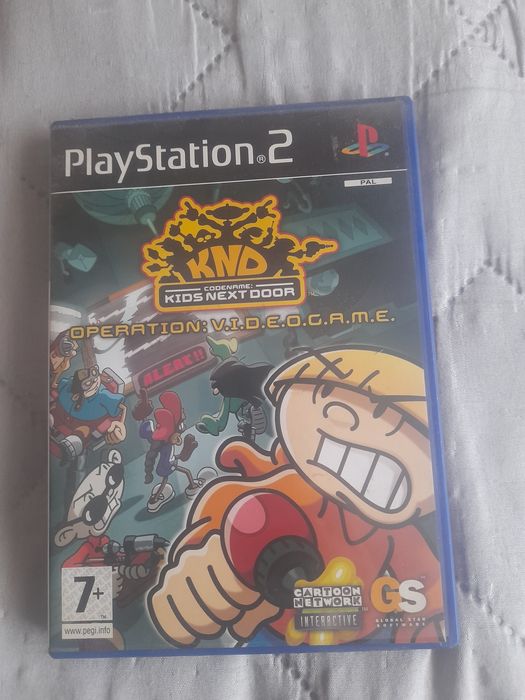 PlayStation®2
PAL
KND
CODENAME:
KIDS NEXT DOOR
OPERATION: V.I.D.E.O.G.A.M.E.
ALERT!!
7+
www.pegi.info
CARTOON
NETWORK
INTERACTIVE
GS
GLOBAL STAR
SOFTWARE